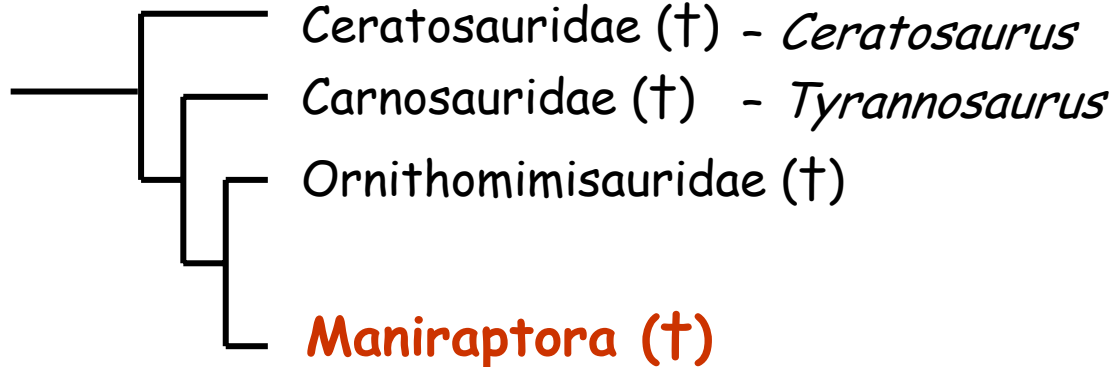 Ceratosauridae (†) - Ceratosaurus
Carnosauridae (†) - Tyrannosaurus
Ornithomimisauridae (†)
Maniraptora (†)